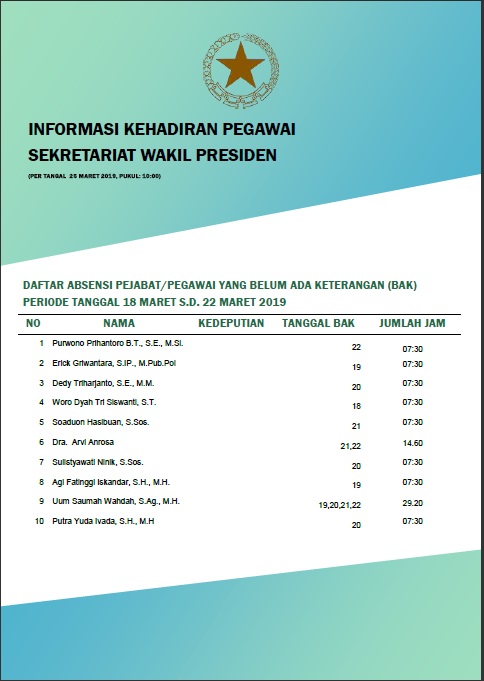 INFORMASI KEHADIRAN PEGAWAI
SEKRETARIAT WAKIL PRESIDEN
(PER TANGAL 25 MARET 2019, PUKUL: 10:00)
DAFTAR ABSENSI PEJABAT/PEGAWAI YANG BELUM ADA KETERANGAN (BAK)
PERIODE TANGGAL 18 MARET S.D. 22 MARET 2019
NO NAMA KEDEPUTIAN TANGGAL BAK JUMLAH JAM
1 Purwono Prihantoro B.T., S.E., M.Si. 22 07:30
2 Erick Griwantara, S.IP., M.Pub.Pol 19 07:30
3 Dedy Triharjanto, S.E., M.M. 20 07:30
4 Woro Dyah Tri Siswanti, S.T. 18 07:30
5 Soaduon Hasibuan, S.Sos. 21 07:30
6 Dra. Arvi Anrosa 21,22 14.60
7 Sulistyawati Ninik, S.Sos. 20 07:30
8 Agi Fatinggi Iskandar, S.H., M.H. 19 07:30
9 Uum Saumah Wahdah, S.Ag., M.H. 19,20,21,22 29.20
10 Putra Yuda Ivada, S.H., M.H 20 07:30